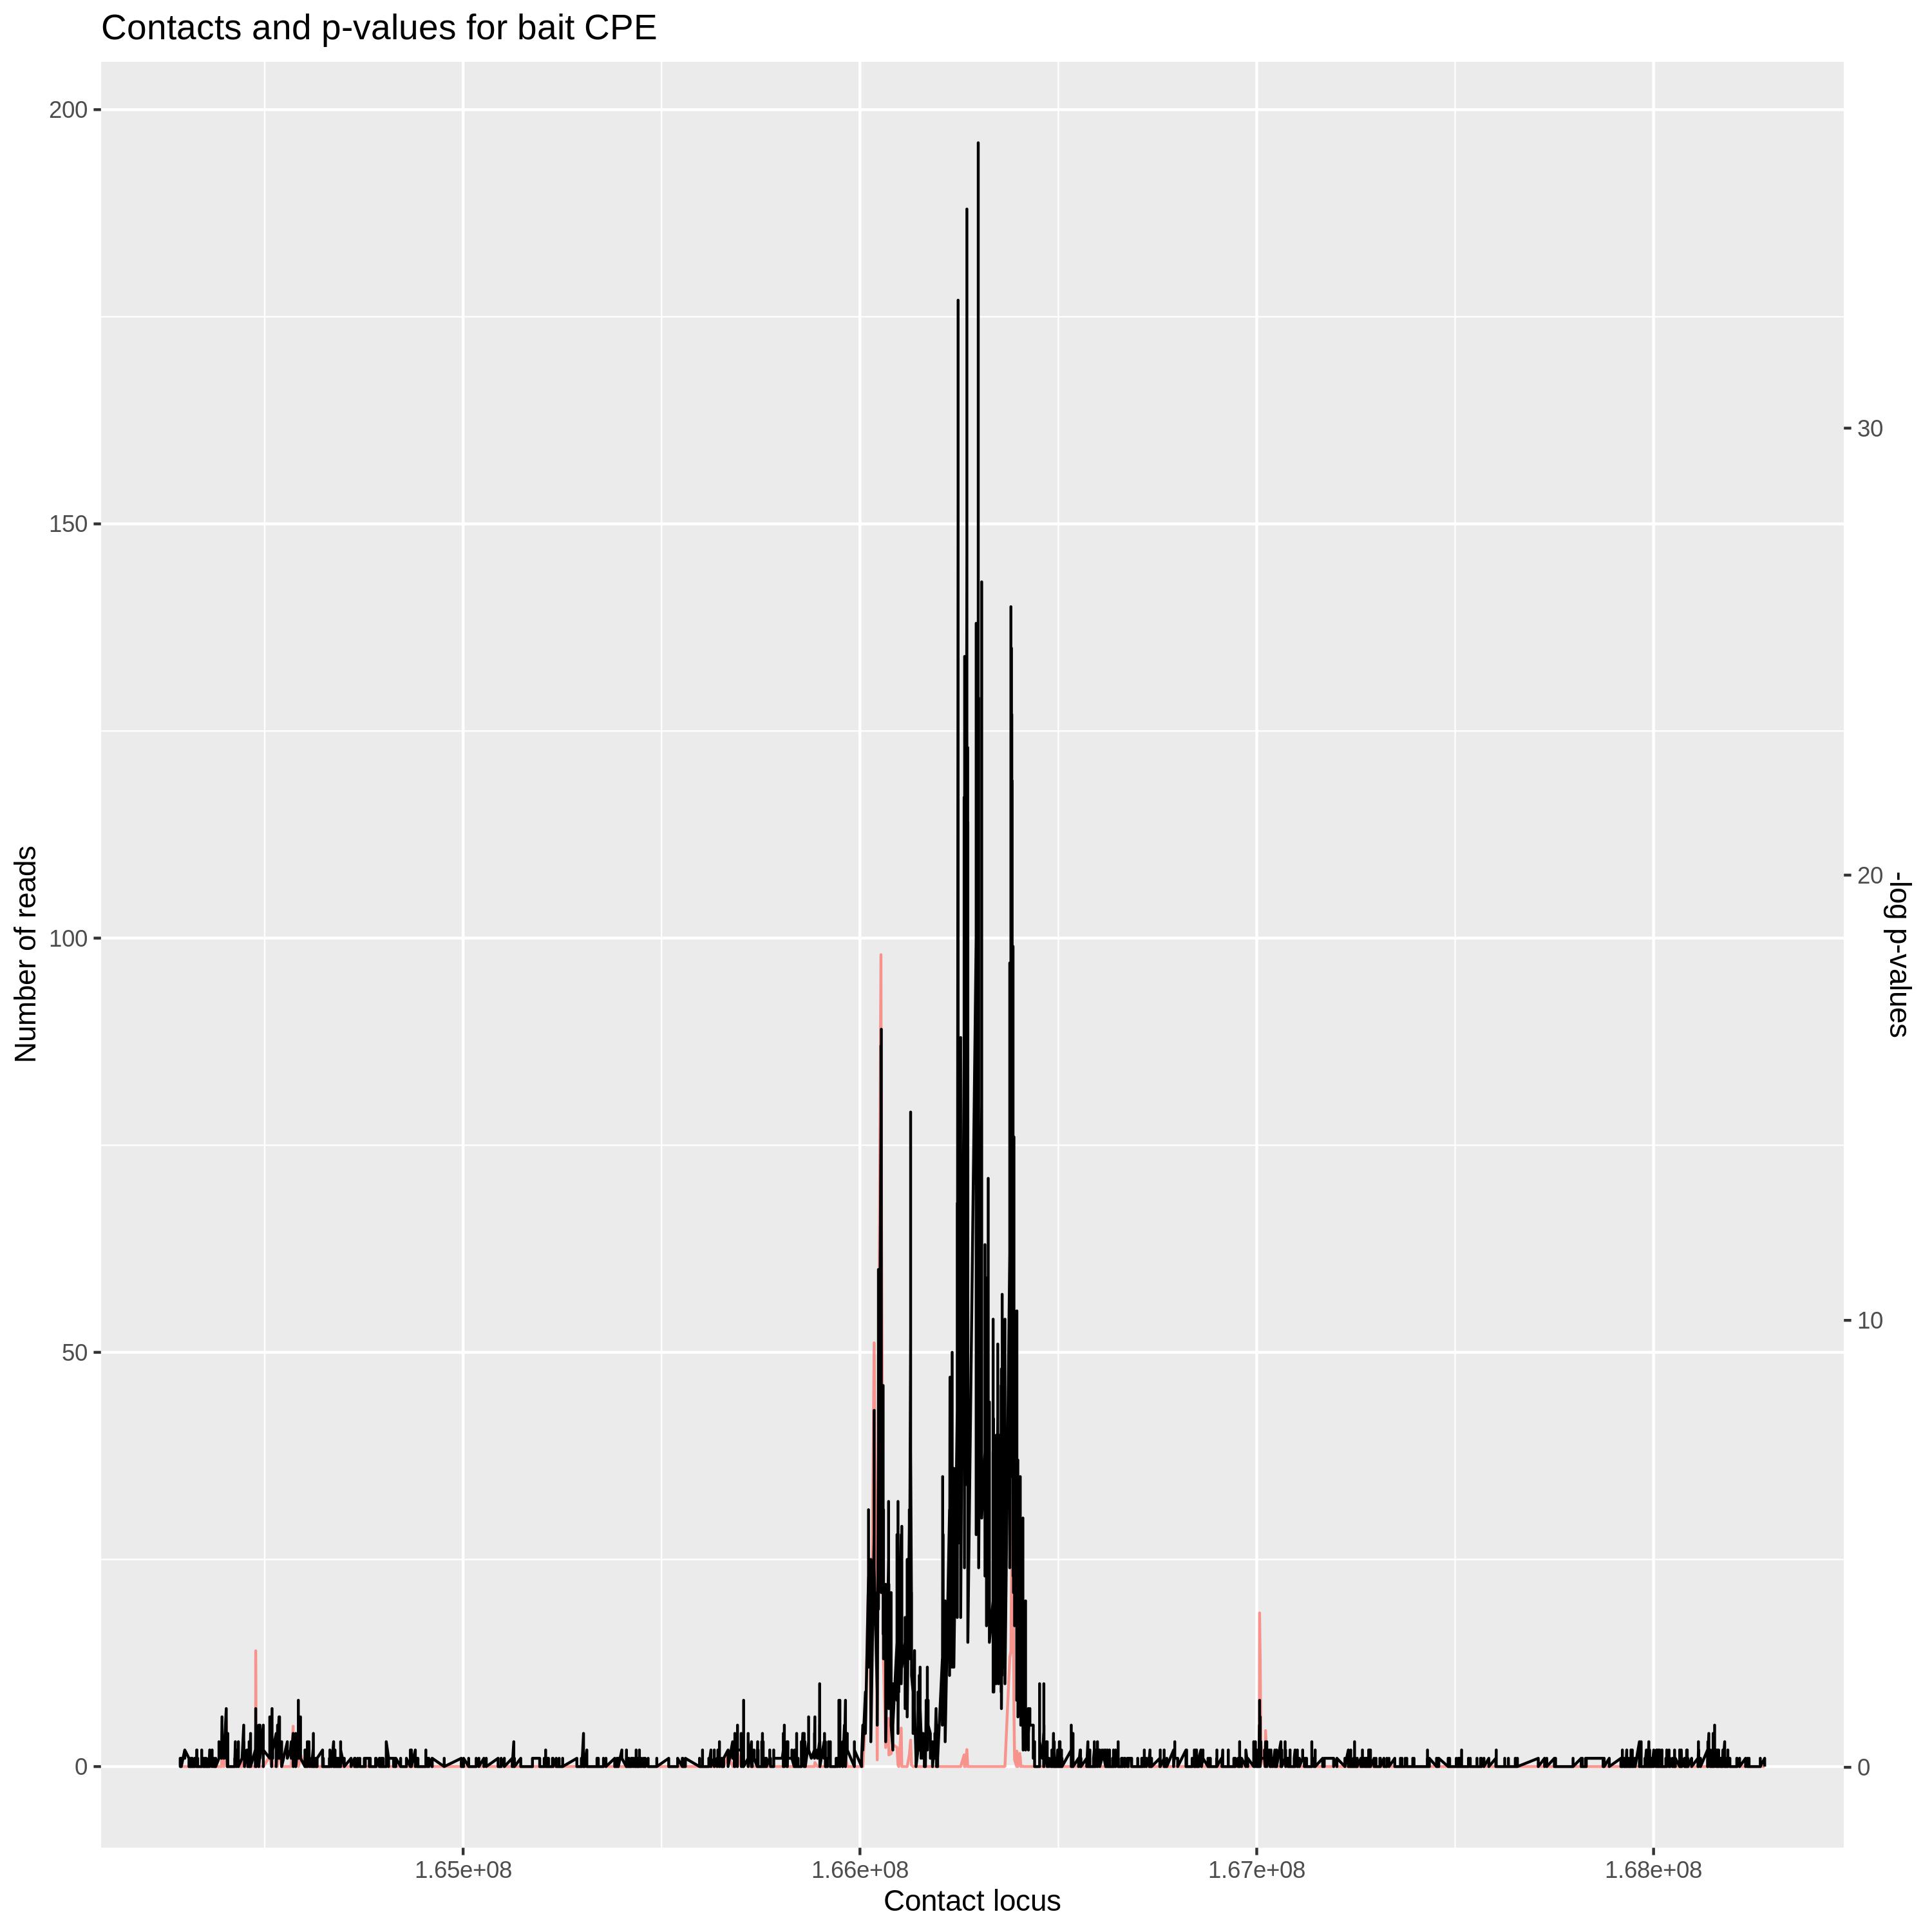 Contacts and p-values for bait CPE
200
150
100
50
0
Number of reads
30
20
10
0
-log p-values
1.65e+08
1.66e+08
1.67e+08
1.68e+08
Contact locus